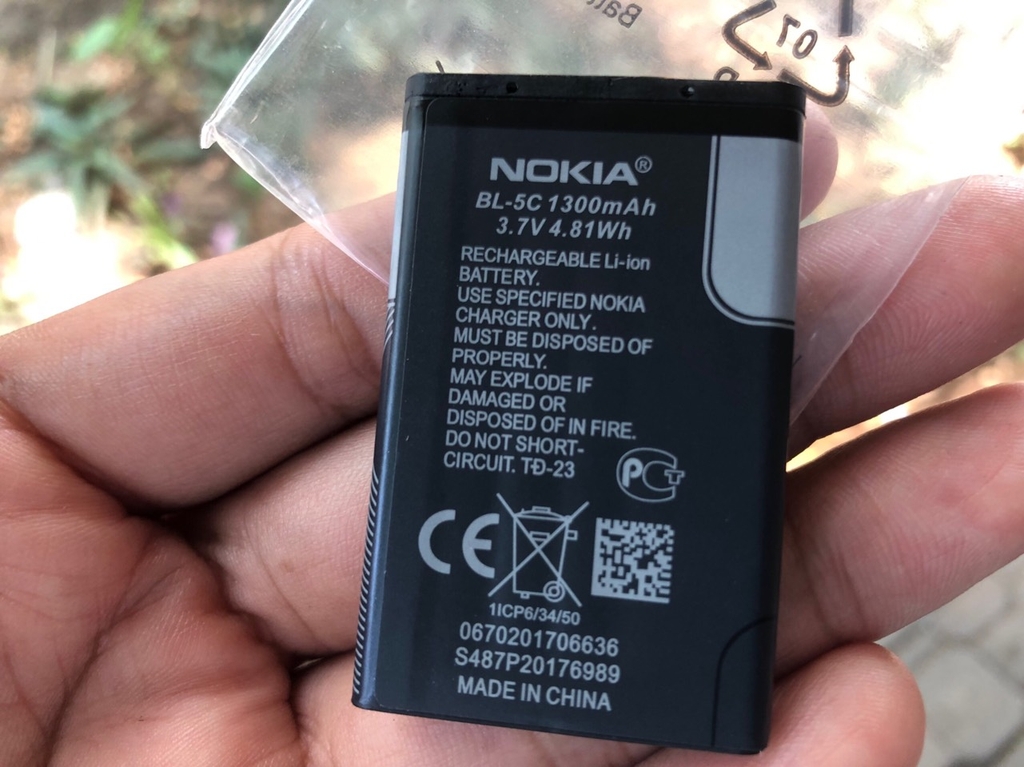 07
NOKIA®
BL-5C 1300mAh
3.7V 4.81Wh
RECHARGEABLE Li-ion
BATTERY.
USE SPECIFIED NOKIA
CHARGER ONLY.
MUST BE DISPOSED OF
PROPERLY.
MAY EXPLODE IF
DAMAGED OR
DISPOSED OF IN FIRE.
DO NOT SHORT-
CIRCUIT. TĐ-23
PCT
CE
1ICP6/34/50
0670201706636
S487P20176989
MADE IN CHINA